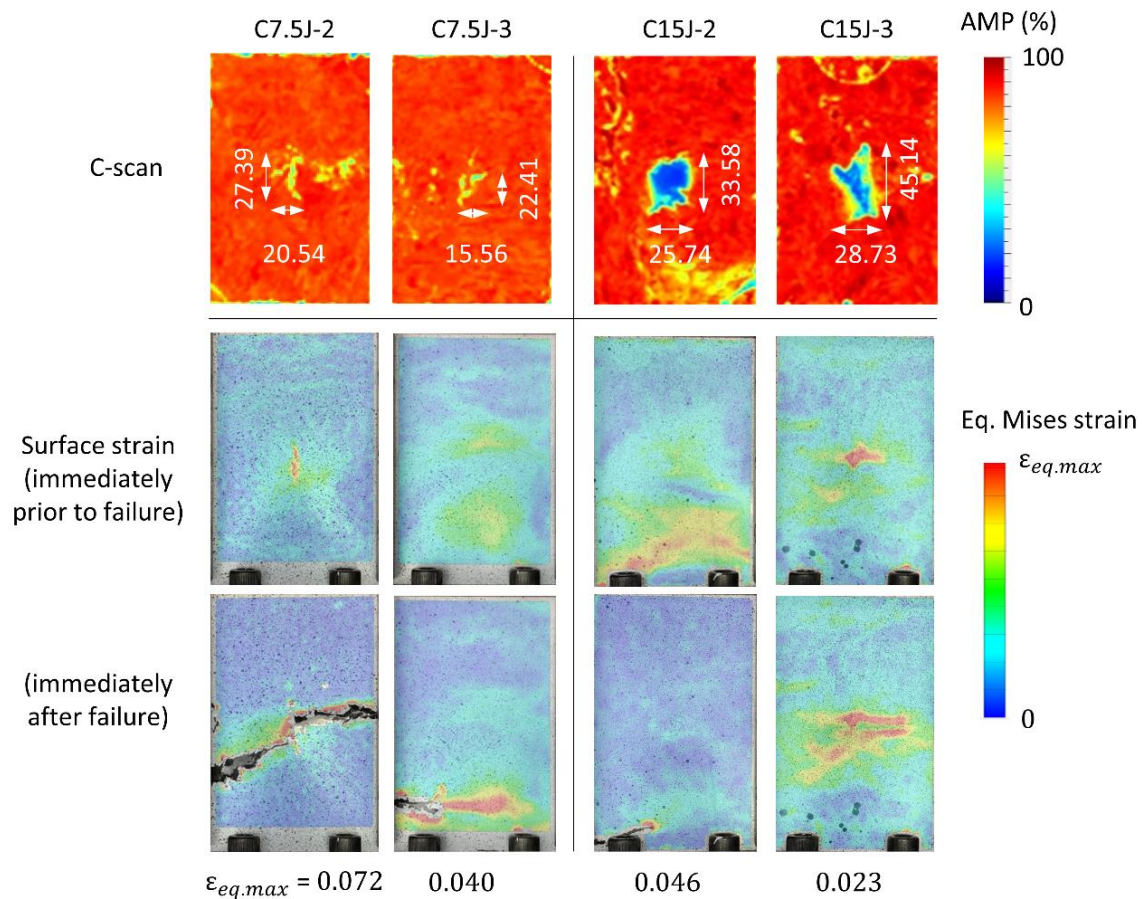 C7.5J-2
C7.5J-3
C15J-2
C15J-3
AMP (%)
C-scan
27.39
20.54
22.41
15.56
33.58
25.74
45.14
28.73
100
0
Surface strain
(immediately
prior to failure)
Eq. Mises strain
εeq.max
0
(immediately
after failure)
εeq.max = 0.072
0.040
0.046
0.023